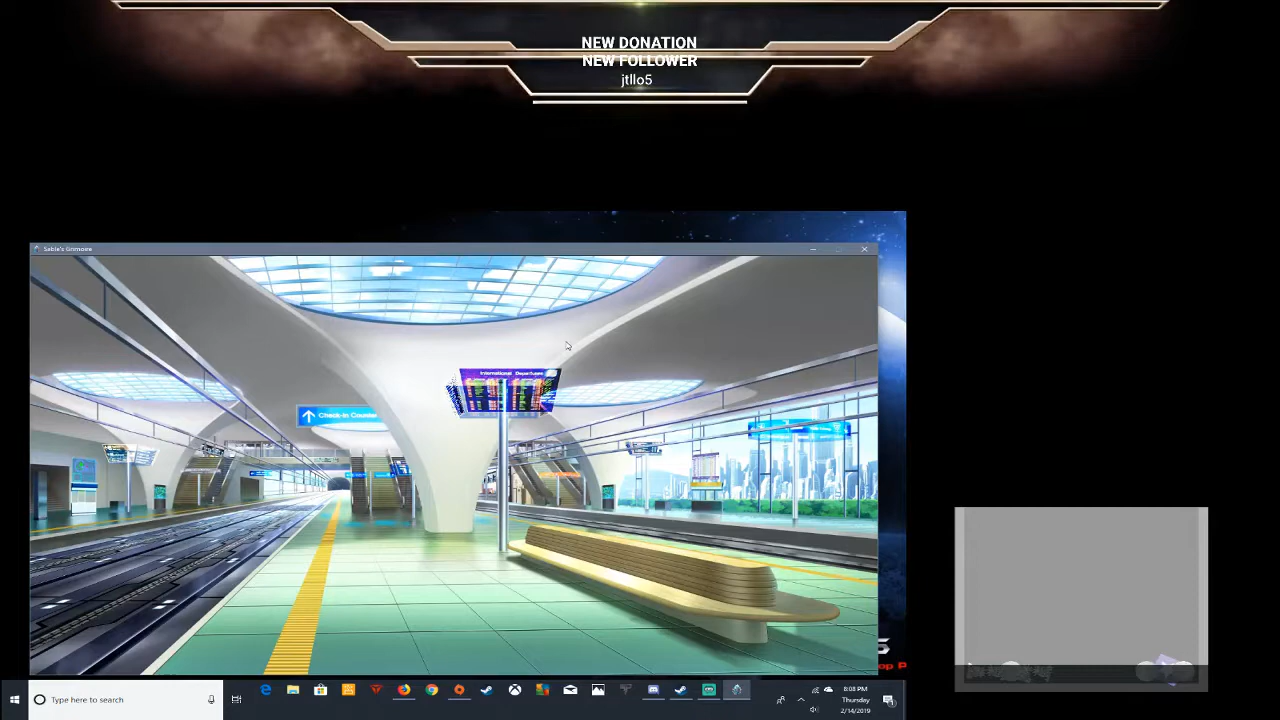 NEW DONATION
NEW FOLLOWER
jtllo5
Sable's Grimoire
International Departures
Check-in Counter
op P
Type here to search
8:08 PM
Thursday
2/14/2019